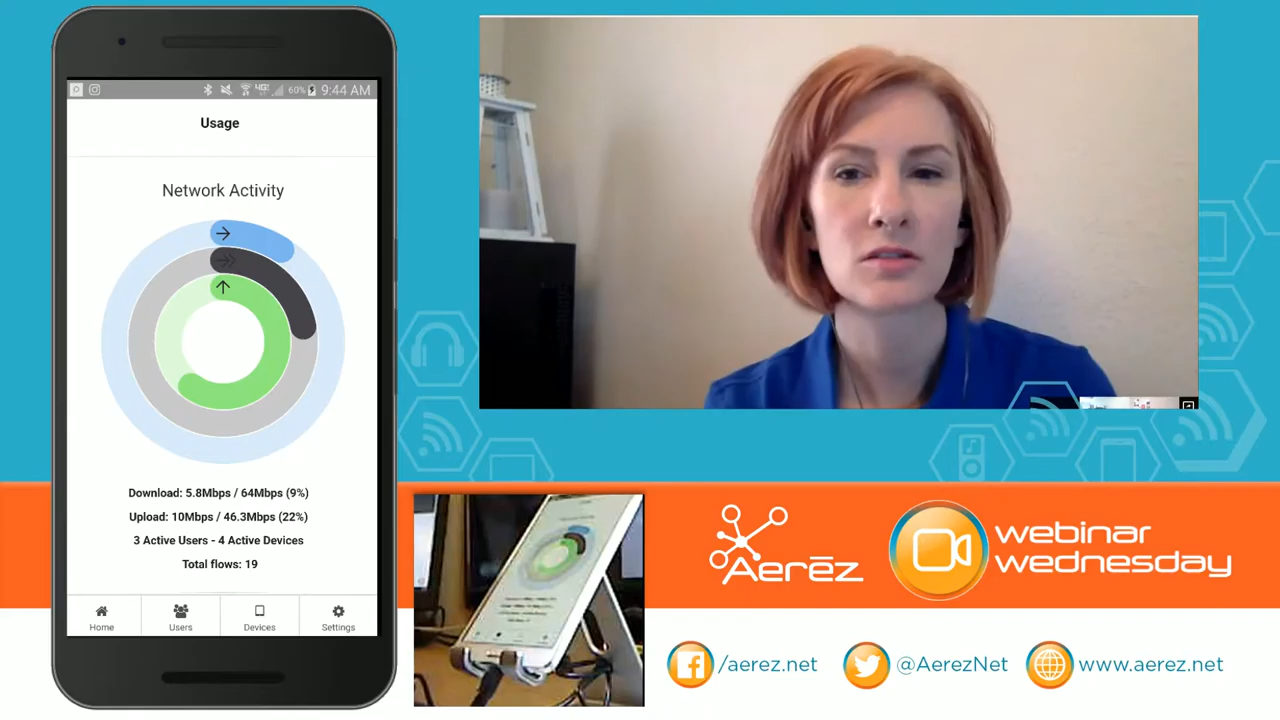 60% 9:44 AM
Usage
Network Activity
Download: 5.8Mbps / 64Mbps (9%)
Upload: 10Mbps / 46.3Mbps (22%)
3 Active Users - 4 Active Devices
Total flows: 19
Home Users Devices Settings
Aerēz
webinar
wednesday
/aerez.net @AerezNet www.aerez.net